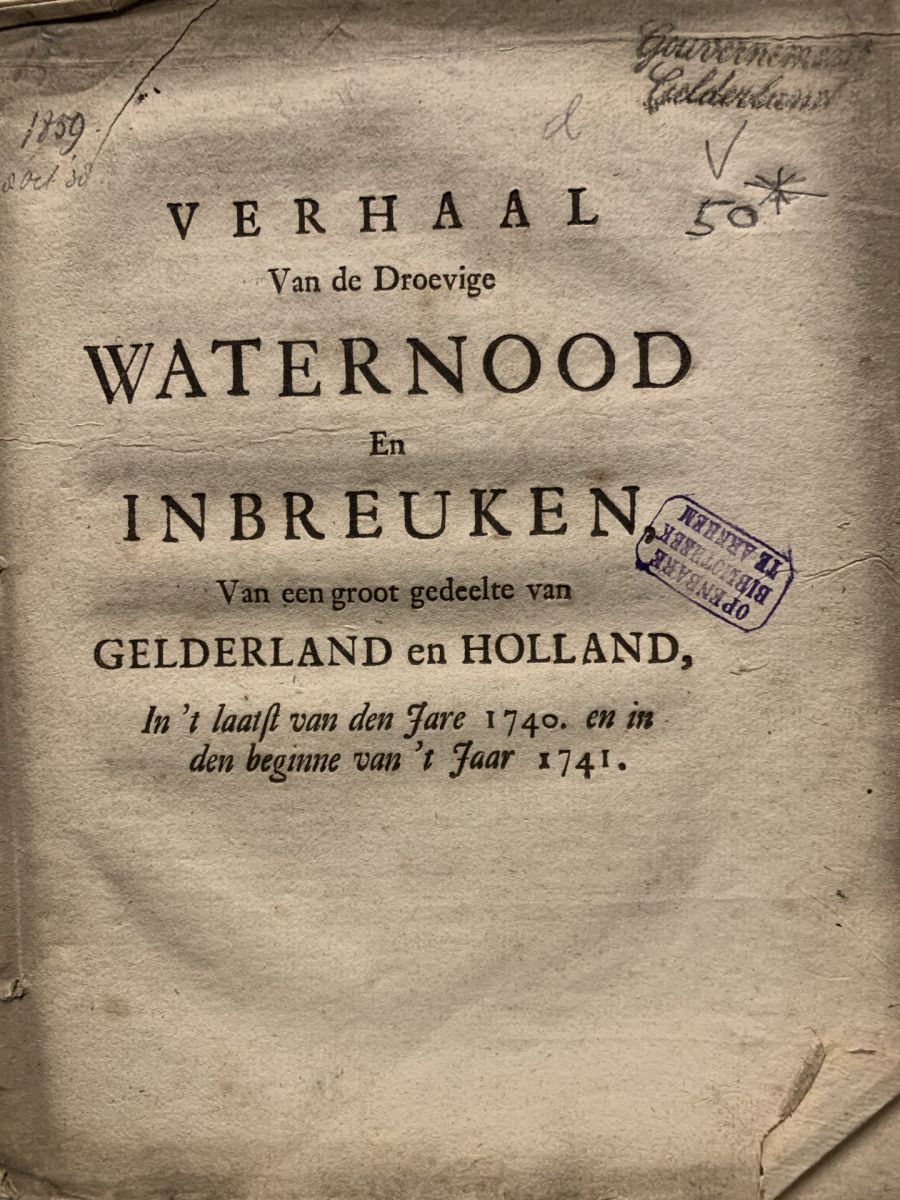 Gouvernement
Gelderland
1859
d
V
50*
VERHAAL
Van de Droevige
WATERNOOD
En
INBREUKEN,
Van een groot gedeelte van
GELDERLAND en HOLLAND,
In 't laatſt van den Jare 1740. en in
den beginne van 't Jaar 1741.
OPENBARE
BIBLIOTHEEK
TE ARNHEM